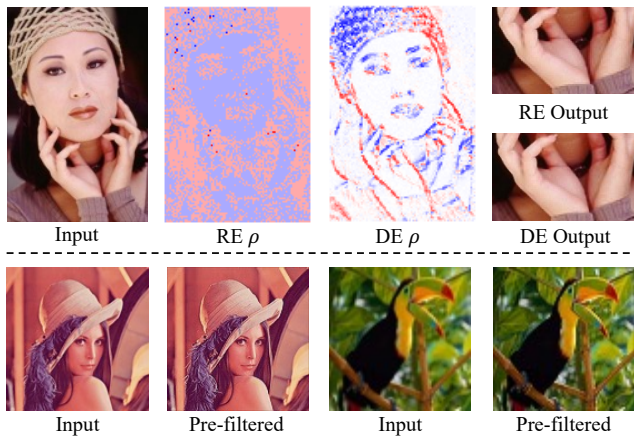 RE Output
Input
RE ρ
DE ρ
DE Output
Input
Pre-filtered
Input
Pre-filtered